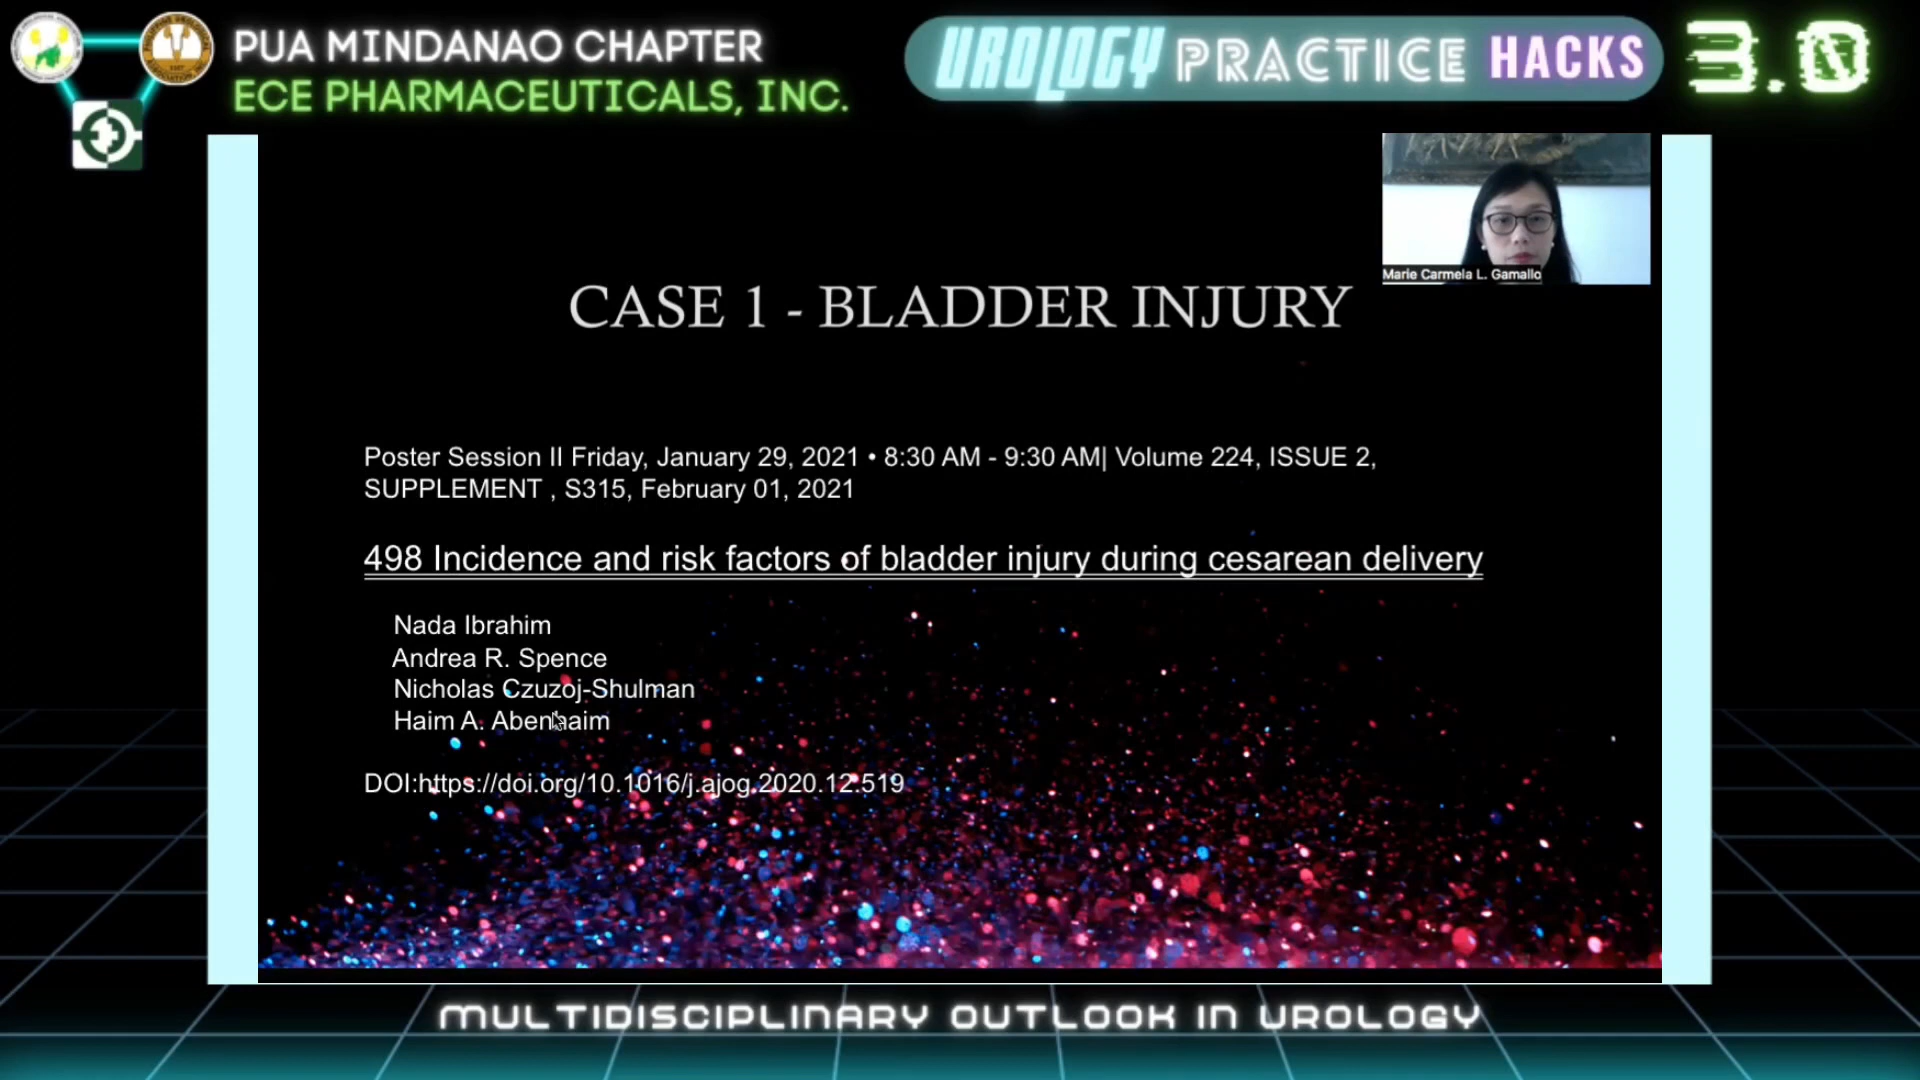 PUA MINDANAO CHAPTER
ECE PHARMACEUTICALS, INC.
UROLOGY PRACTICE HACKS 3.0
Marie Carmela L. Gamallo
CASE 1 - BLADDER INJURY
Poster Session II Friday, January 29, 2021 • 8:30 AM - 9:30 AM| Volume 224, ISSUE 2,
SUPPLEMENT , S315, February 01, 2021
498 Incidence and risk factors of bladder injury during cesarean delivery
Nada Ibrahim
Andrea R. Spence
Nicholas Czuzoj-Shulman
Haim A. Abenhaim
DOI:https://doi.org/10.1016/j.ajog.2020.12.519
MULTIDISCIPLINARY OUTLOOK IN UROLOGY